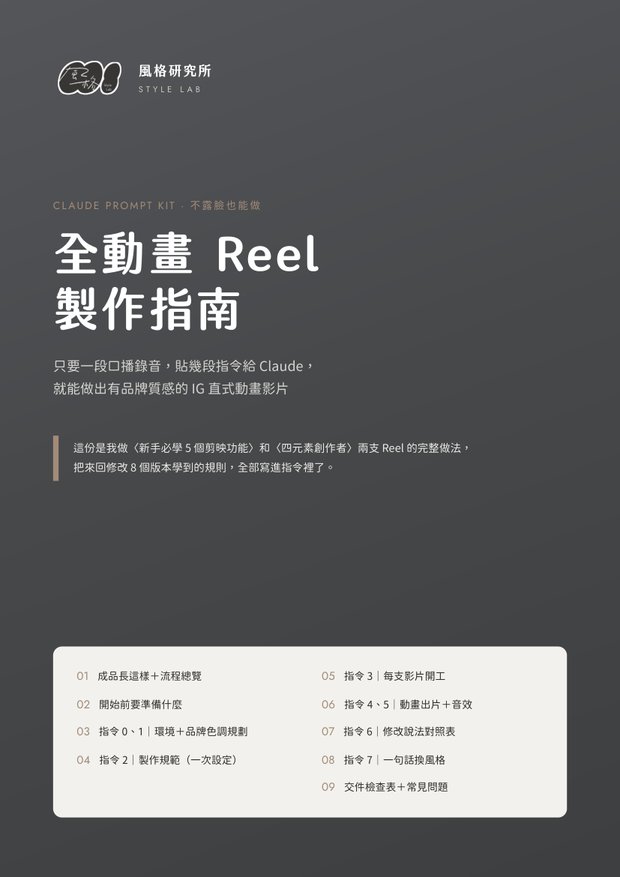 風格
風格研究所
STYLE LAB
CLAUDE PROMPT KIT · 不露臉也能做
全動畫 Reel
製作指南
只要一段口播錄音，貼幾段指令給 Claude，
就能做出有品牌質感的 IG 直式動畫影片
這份是我做〈新手必學 5 個剪映功能〉和〈四元素創作者〉兩支 Reel 的完整做法，
把來回修改 8 個版本學到的規則，全部寫進指令裡了。
01 成品長這樣＋流程總覽
02 開始前要準備什麼
03 指令 0、1｜環境＋品牌色調規劃
04 指令 2｜製作規範（一次設定）
05 指令 3｜每支影片開工
06 指令 4、5｜動畫出片＋音效
07 指令 6｜修改說法對照表
08 指令 7｜一句話換風格
09 交件檢查表＋常見問題